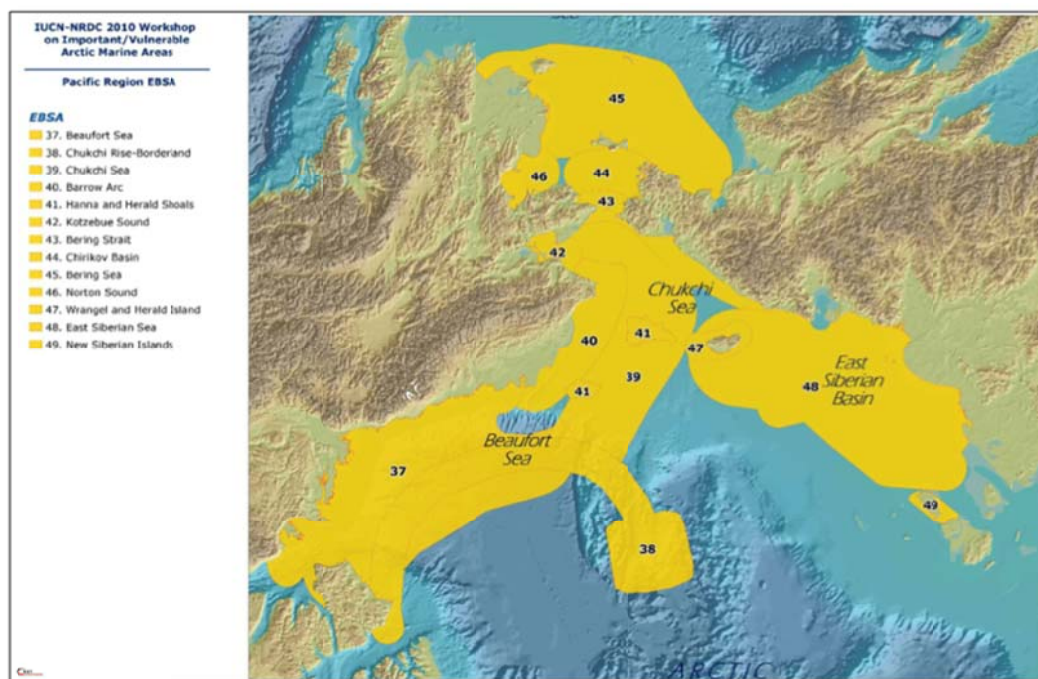 IUCN-NRDC 2010 Workshop
on Important/Vulnerable
Arctic Marine Areas
Pacific Region EBSA
EBSA
37. Beaufort Sea
38. Chukchi Rise-Borderland
39. Chukchi Sea
40. Barrow Arc
41. Hanna and Herald Shoals
42. Kotzebue Sound
43. Bering Strait
44. Chirikov Basin
45. Bering Sea
46. Norton Sound
47. Wrangel and Herald Island
48. East Siberian Sea
49. New Siberian Islands
45
46
44
43
42
Chukchi
Sea
40
41
47
39
East
Siberian
Basin
48
41
Beaufort
Sea
37
49
38
ARCTIC